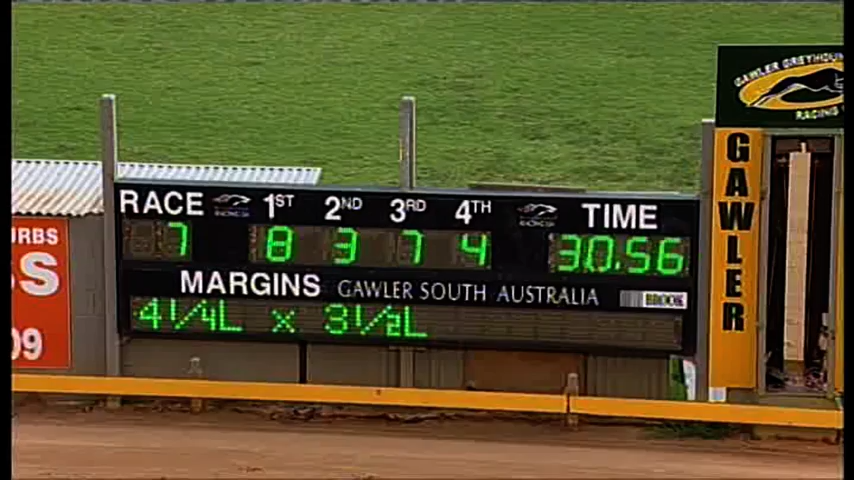 GAWLER GREYHOUN
RACING
GAWLER
RACE 1ST 2ND 3RD 4TH TIME
7 8 3 7 4 30.56
MARGINS GAWLER SOUTH AUSTRALIA BROOK
4 1/4L x 3 1/2L
URBS
S
09